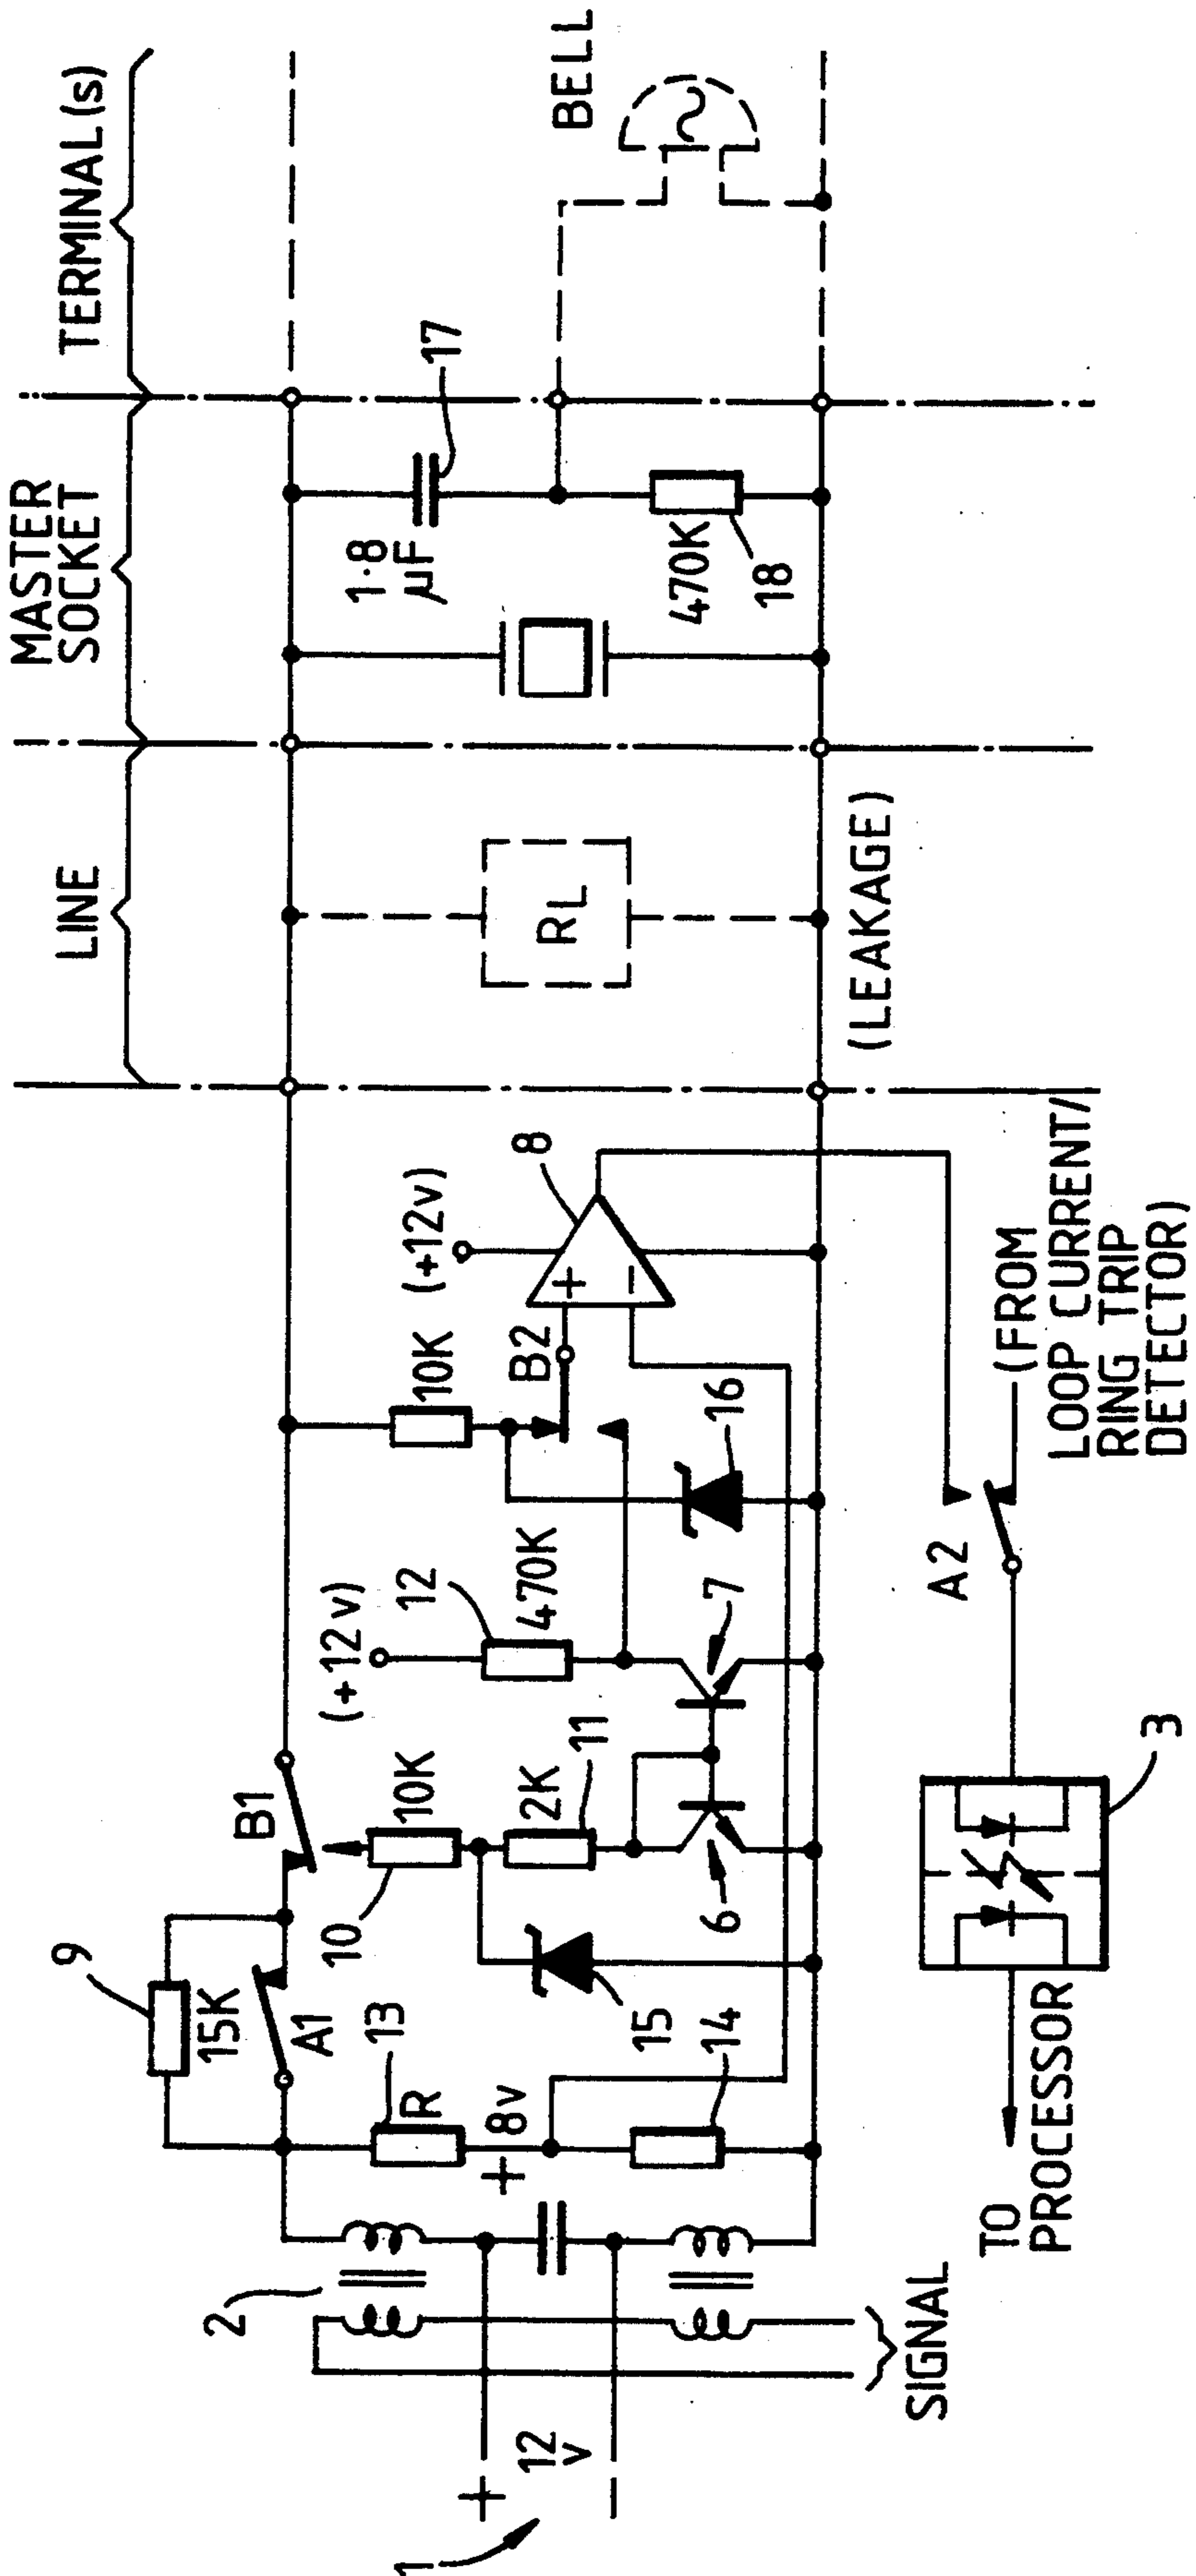 LINE
MASTER
SOCKET
TERMINAL(s)
9
15K
A1
B1
2
13
R
+
8v
10
10K
(+12v)
12
470K
10K
B2
(+12v)
8
+
−
RL
1·8
µF
17
470K
18
BELL
1
+
12
v
−
15
14
2K
11
6
7
16
(LEAKAGE)
SIGNAL
TO
PROCESSOR
3
A2
(FROM
LOOP CURRENT/
RING TRIP
DETECTOR)